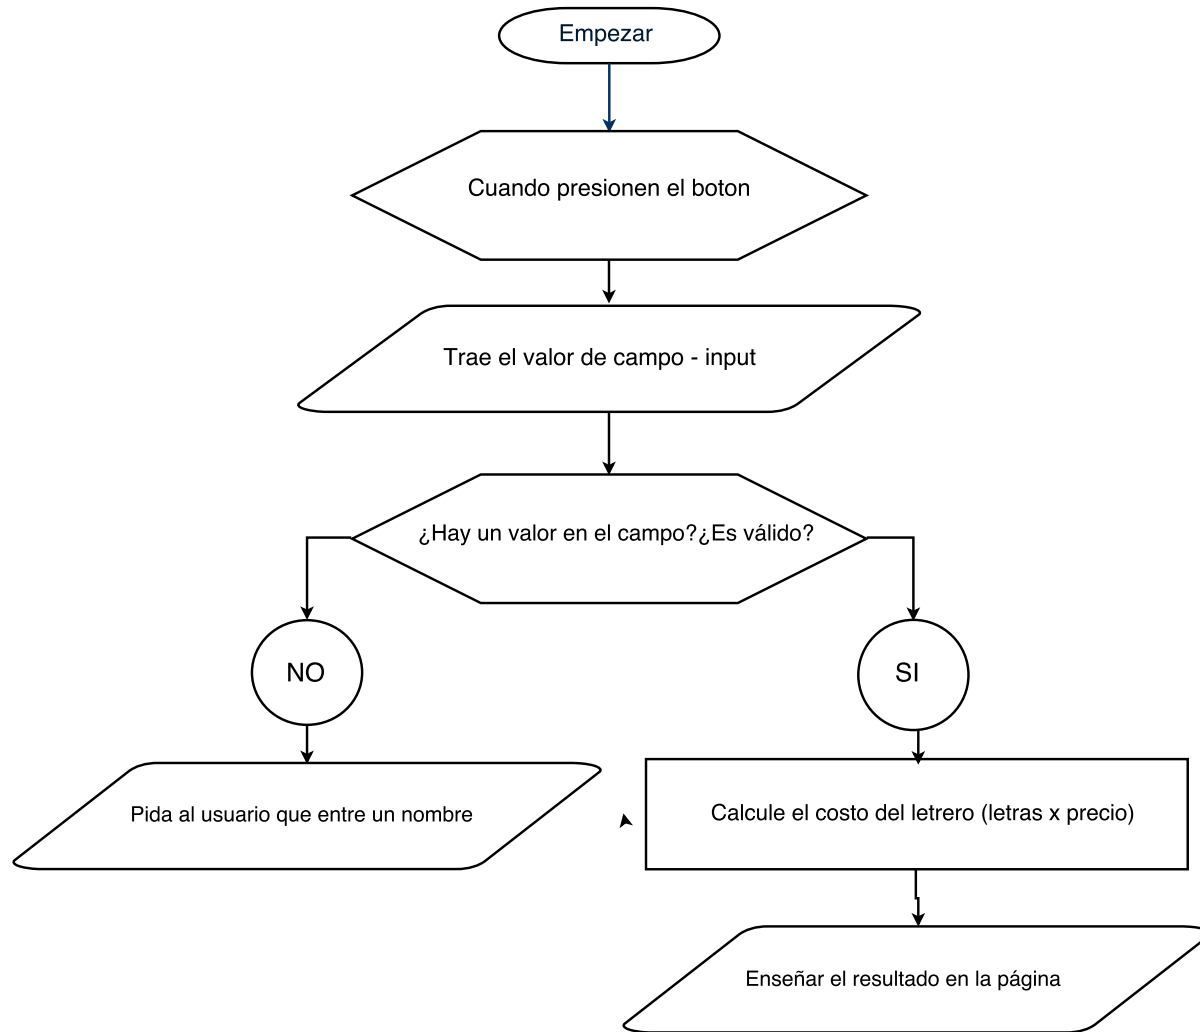 Empezar
Cuando presionen el boton
Trae el valor de campo - input
¿Hay un valor en el campo?¿Es válido?
NO
SI
Pida al usuario que entre un nombre
Calcule el costo del letrero (letras x precio)
Enseñar el resultado en la página